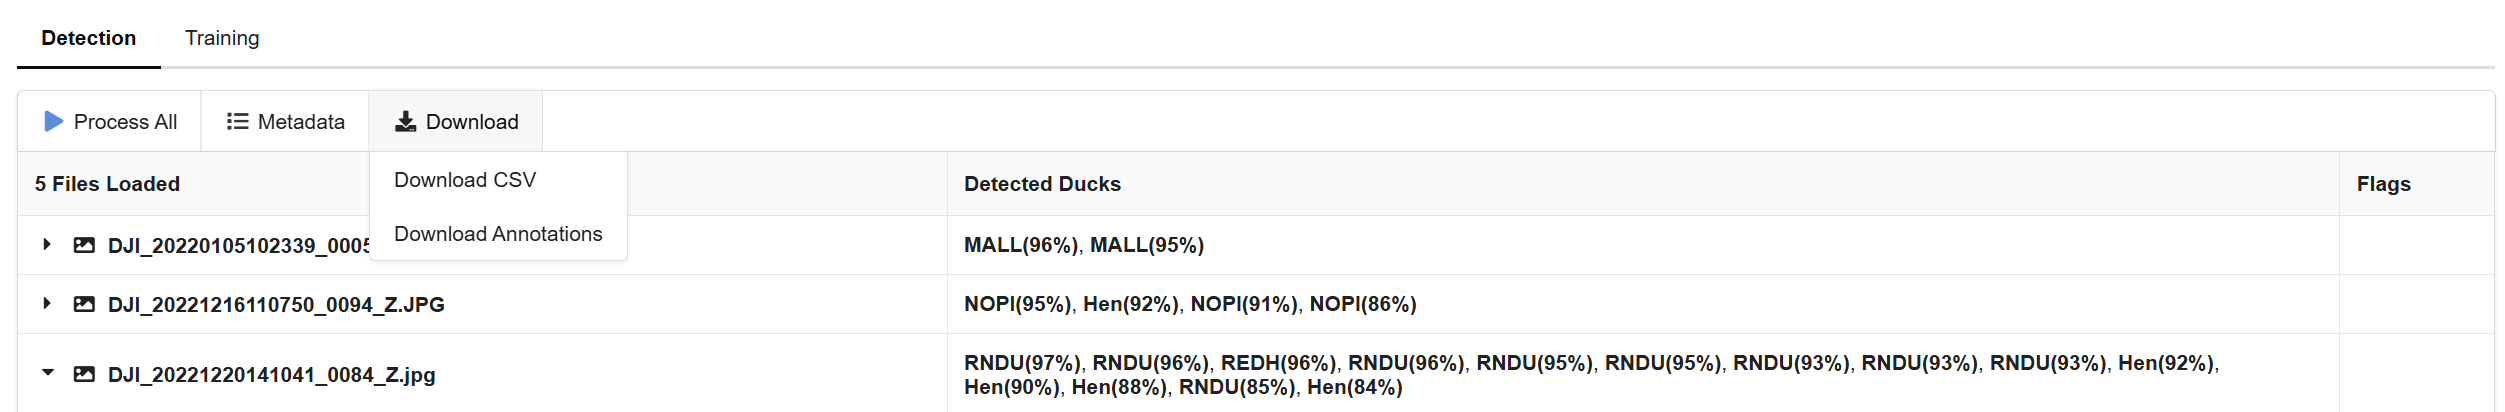 Detection Training
Process All Metadata Download
Download CSV
Download Annotations
5 Files Loaded Detected Ducks Flags
DJI_20220105102339_0005 MALL(96%), MALL(95%)
DJI_20221216110750_0094_Z.JPG NOPI(95%), Hen(92%), NOPI(91%), NOPI(86%)
DJI_20221220141041_0084_Z.jpg RNDU(97%), RNDU(96%), REDH(96%), RNDU(96%), RNDU(95%), RNDU(95%), RNDU(93%), RNDU(93%), RNDU(93%), Hen(92%),
Hen(90%), Hen(88%), RNDU(85%), Hen(84%)